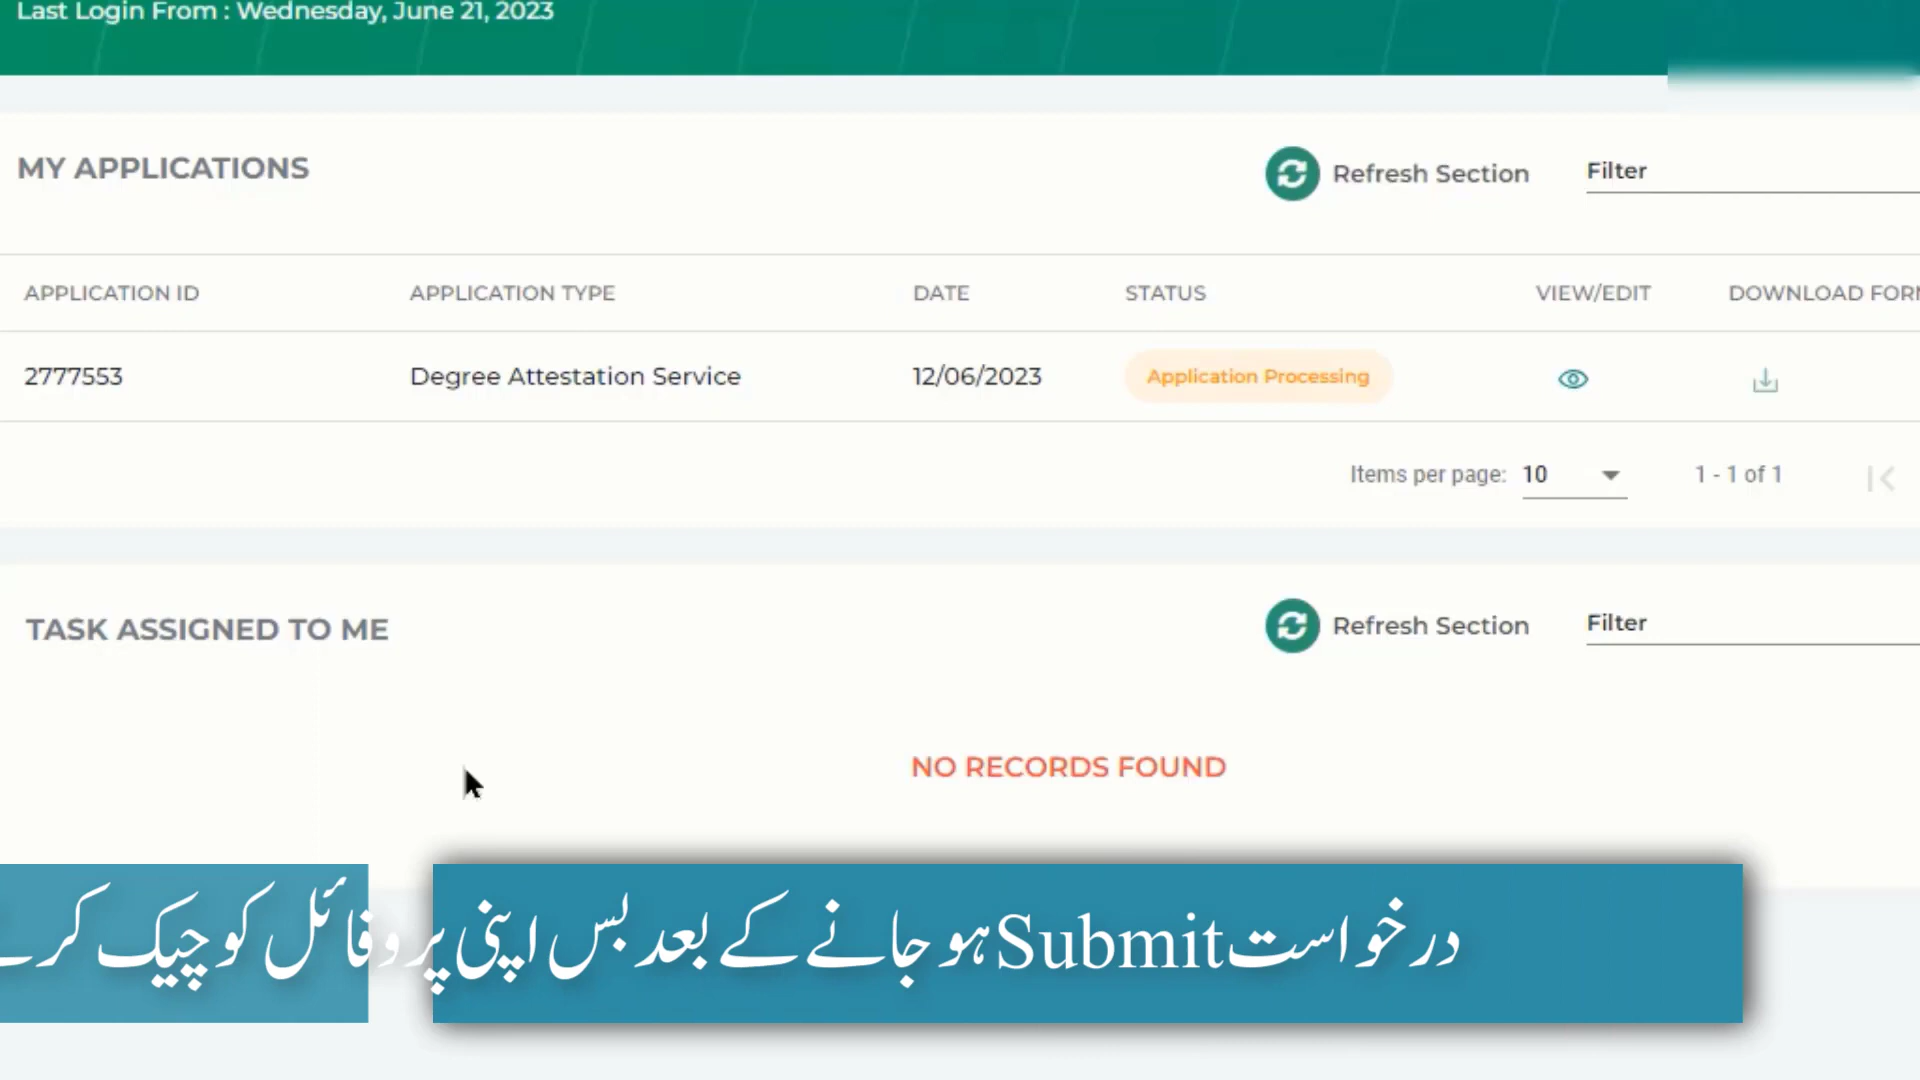 Last Login From : Wednesday, June 21, 2023
MY APPLICATIONS
Refresh Section
Filter
APPLICATION ID APPLICATION TYPE DATE STATUS VIEW/EDIT DOWNLOAD FORM
2777553 Degree Attestation Service 12/06/2023 Application Processing
Items per page: 10 1 - 1 of 1
TASK ASSIGNED TO ME
Refresh Section
Filter
NO RECORDS FOUND
درخواست Submit ہو جانے کے بعد بس اپنی پروفائل کو چیک کرے